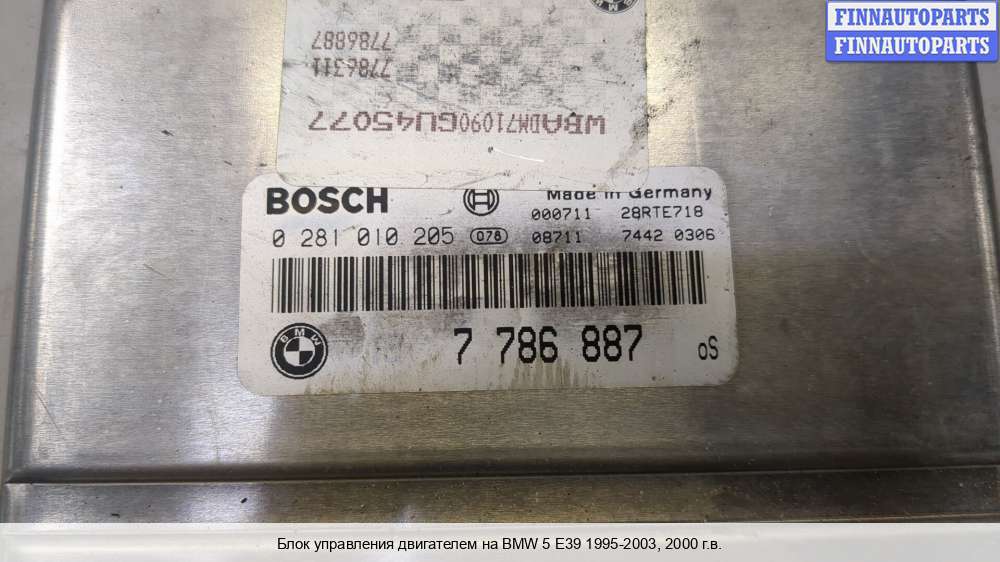 FINNAUTOPARTS
FINNAUTOPARTS
7786887
7786311
WBADM71090GU45077
BOSCH
Made in Germany
000711 28RTE718
0 281 010 205 078 08711 7442 0306
BMW
7 786 887 oS
Блок управления двигателем на BMW 5 E39 1995-2003, 2000 г.в.